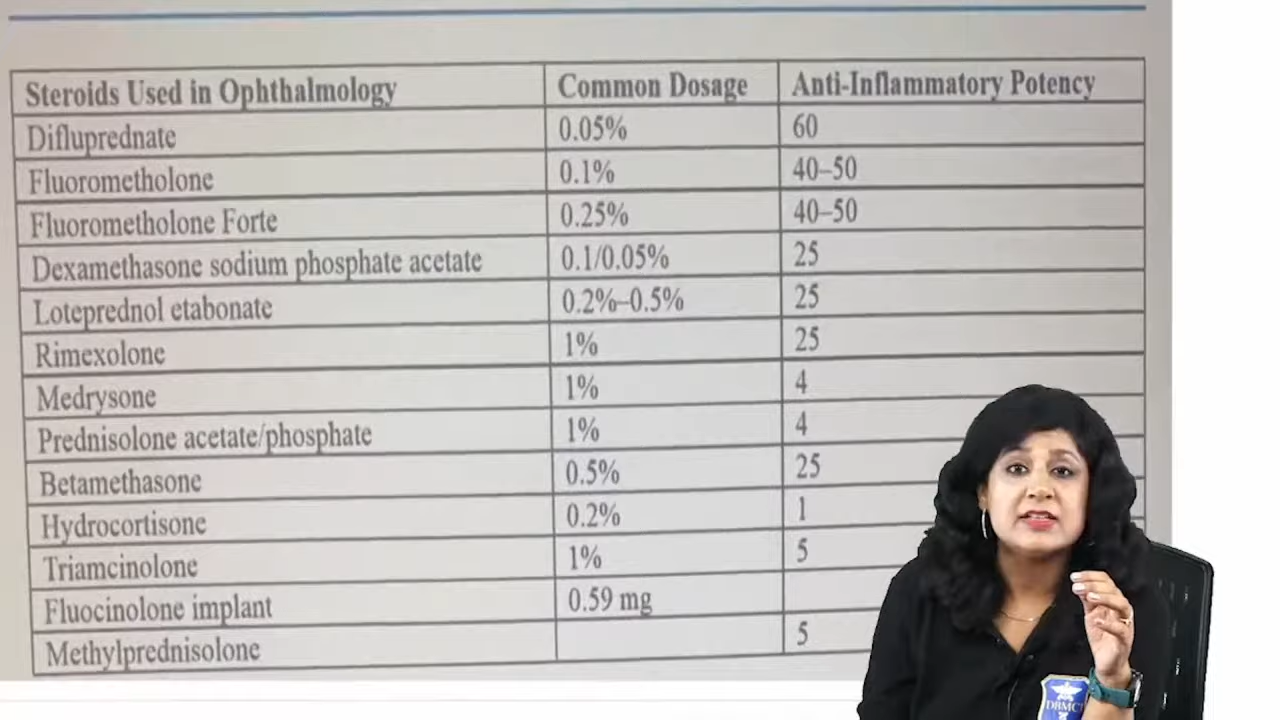 Steroids Used in Ophthalmology Common Dosage Anti-Inflammatory Potency
Difluprednate 0.05% 60
Fluorometholone 0.1% 40–50
Fluorometholone Forte 0.25% 40–50
Dexamethasone sodium phosphate acetate 0.1/0.05% 25
Loteprednol etabonate 0.2%–0.5% 25
Rimexolone 1% 25
Medrysone 1% 4
Prednisolone acetate/phosphate 1% 4
Betamethasone 0.5% 25
Hydrocortisone 0.2% 1
Triamcinolone 1% 5
Fluocinolone implant 0.59 mg
Methylprednisolone 5
DBMCI